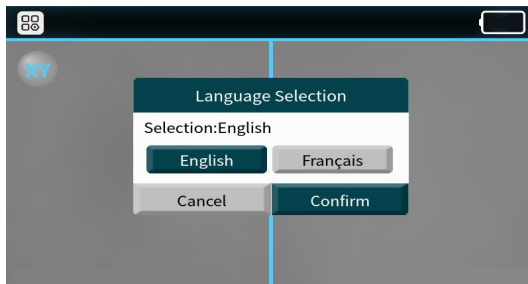 XY
Language Selection
Selection:English
English Français
Cancel Confirm